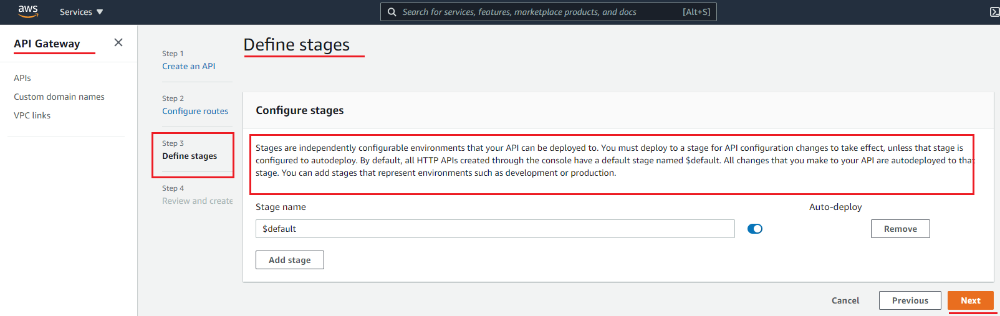 aws
Services ▼
Search for services, features, marketplace products, and docs
[Alt+S]
API Gateway
APIs
Custom domain names
VPC links
Step 1
Create an API
Step 2
Configure routes
Step 3
Define stages
Step 4
Review and create
Define stages
Configure stages
Stages are independently configurable environments that your API can be deployed to. You must deploy to a stage for API configuration changes to take effect, unless that stage is
configured to autodeploy. By default, all HTTP APIs created through the console have a default stage named $default. All changes that you make to your API are autodeployed to that
stage. You can add stages that represent environments such as development or production.
Stage name
Auto-deploy
$default
Remove
Add stage
Cancel
Previous
Next